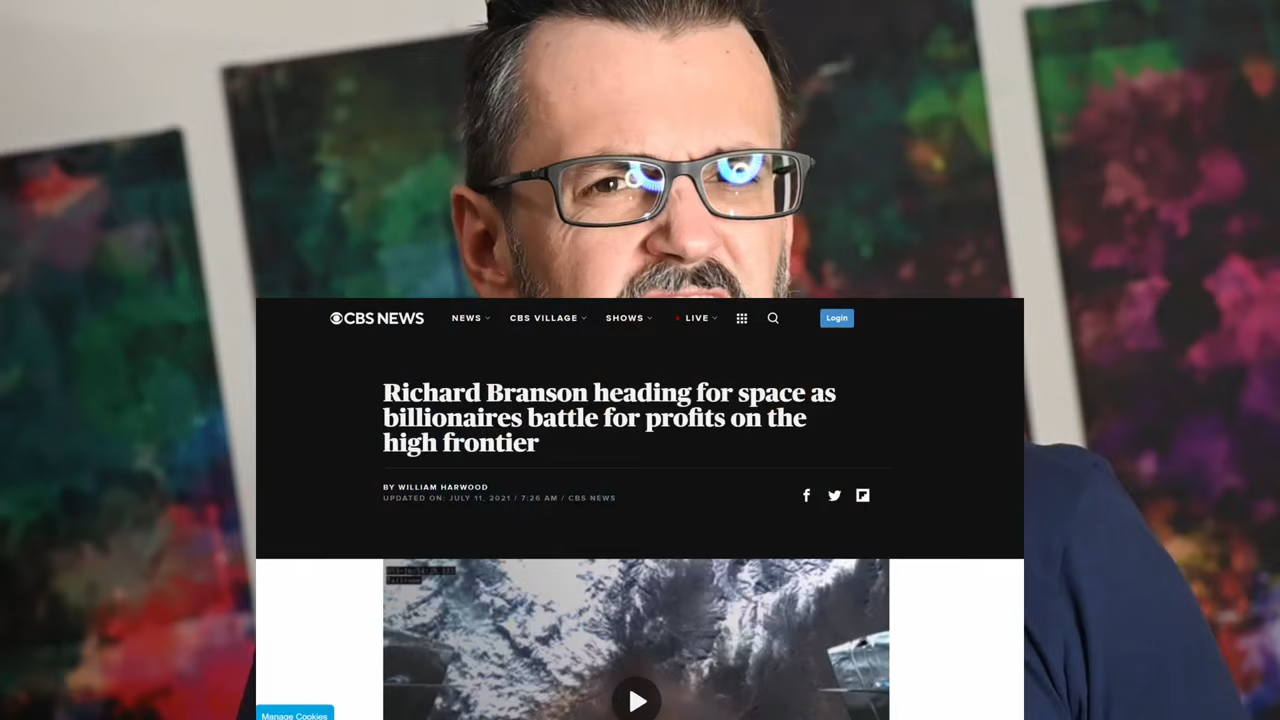 CBS NEWS
NEWS
CBS VILLAGE
SHOWS
LIVE
Login
Richard Branson heading for space as
billionaires battle for profits on the
high frontier
BY WILLIAM HARWOOD
UPDATED ON: JULY 11, 2021 / 7:26 AM / CBS NEWS
Manage Cookies